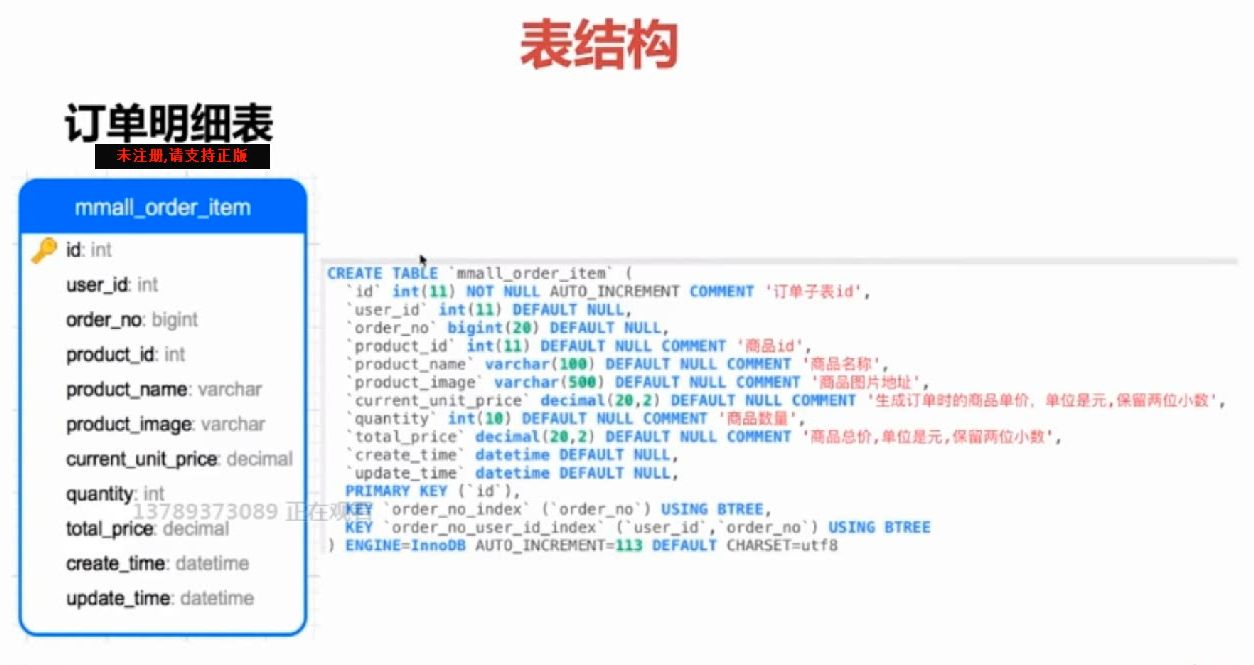 表结构
订单明细表
未注册,请支持正版
mmall_order_item
id: int
user_id: int
order_no: bigint
product_id: int
product_name: varchar
product_image: varchar
current_unit_price: decimal
quantity: int
total_price: decimal
create_time: datetime
update_time: datetime
13789373089 正在观看
CREATE TABLE `mmall_order_item` (
`id` int(11) NOT NULL AUTO_INCREMENT COMMENT '订单子表id',
`user_id` int(11) DEFAULT NULL,
`order_no` bigint(20) DEFAULT NULL,
`product_id` int(11) DEFAULT NULL COMMENT '商品id',
`product_name` varchar(100) DEFAULT NULL COMMENT '商品名称',
`product_image` varchar(500) DEFAULT NULL COMMENT '商品图片地址',
`current_unit_price` decimal(20,2) DEFAULT NULL COMMENT '生成订单时的商品单价，单位是元,保留两位小数',
`quantity` int(10) DEFAULT NULL COMMENT '商品数量',
`total_price` decimal(20,2) DEFAULT NULL COMMENT '商品总价,单位是元,保留两位小数',
`create_time` datetime DEFAULT NULL,
`update_time` datetime DEFAULT NULL,
PRIMARY KEY (`id`),
KEY `order_no_index` (`order_no`) USING BTREE,
KEY `order_no_user_id_index` (`user_id`,`order_no`) USING BTREE
) ENGINE=InnoDB AUTO_INCREMENT=113 DEFAULT CHARSET=utf8